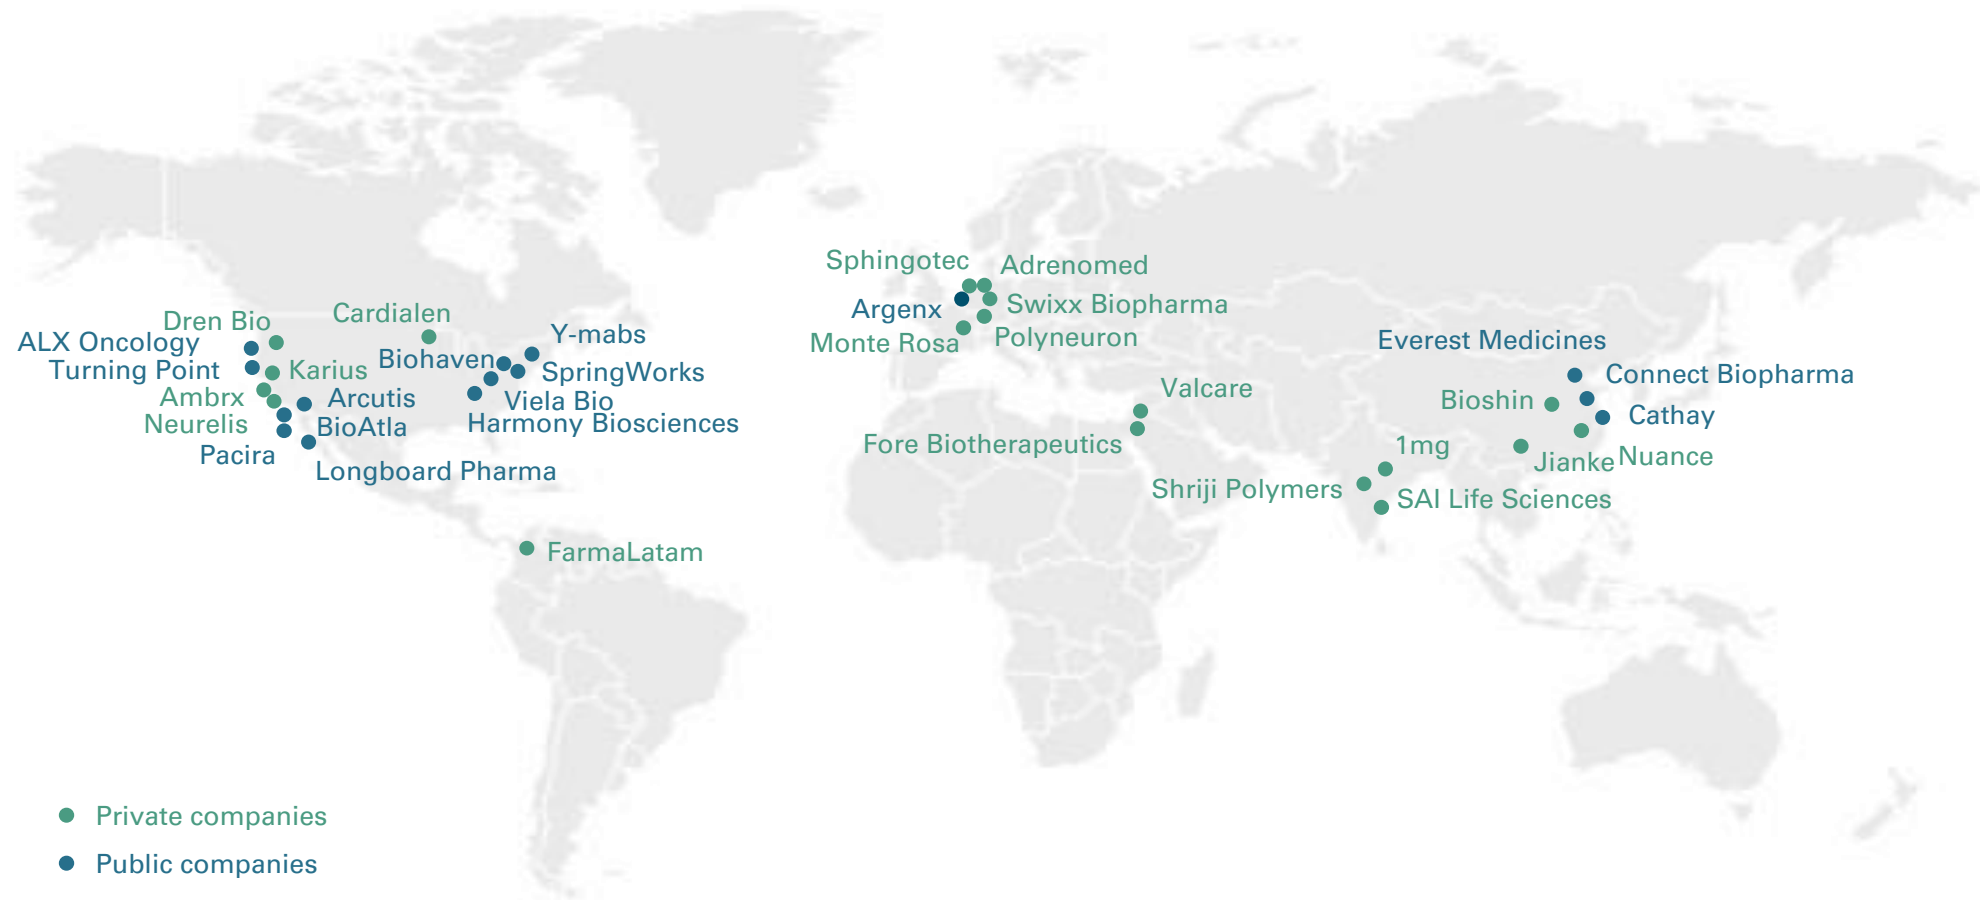 Sphingotec
Adrenomed
Argenx
Swixx Biopharma
Monte Rosa
Polyneuron
Dren Bio
Cardialen
ALX Oncology
Y-mabs
Turning Point
Karius
Biohaven
SpringWorks
Ambrx
Arcutis
Viela Bio
Neurelis
BioAtla
Harmony Biosciences
Pacira
Longboard Pharma
FarmaLatam
Valcare
Fore Biotherapeutics
Everest Medicines
Connect Biopharma
Bioshin
Cathay
1mg
Jianke
Nuance
Shriji Polymers
SAI Life Sciences
Private companies
Public companies